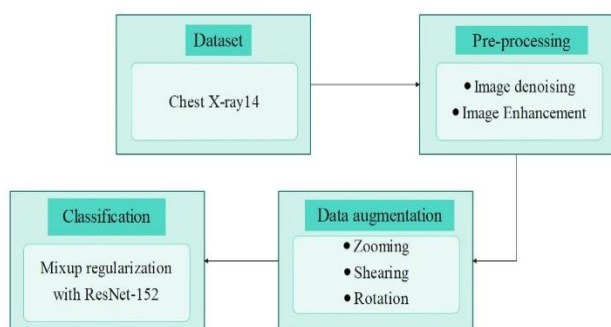 Dataset
Chest X-ray14
Pre-processing
● Image denoising
● Image Enhancement
Data augmentation
● Zooming
● Shearing
● Rotation
Classification
Mixup regularization
with ResNet-152